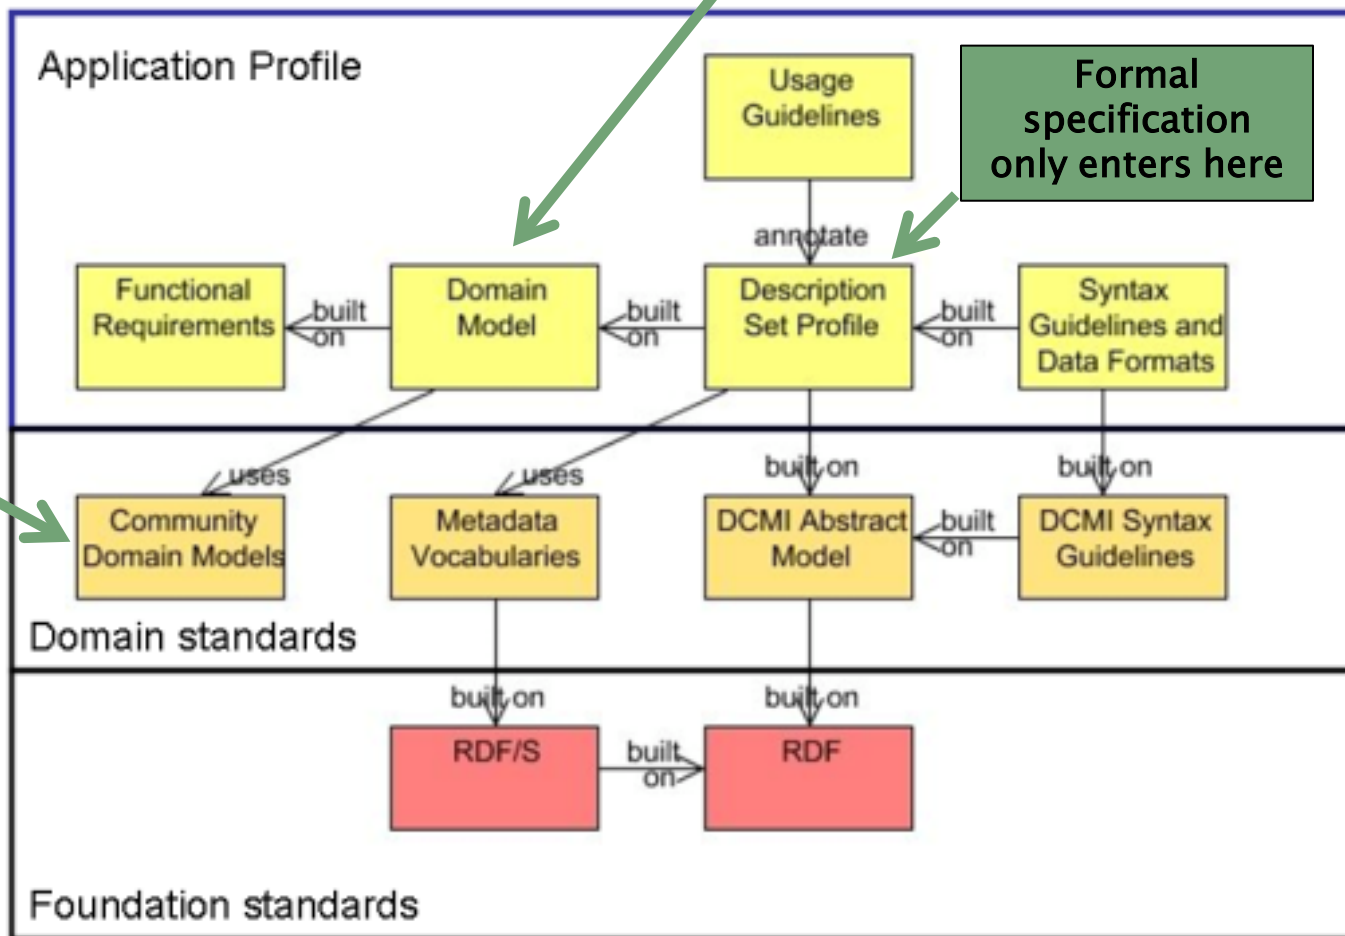 Application Profile
Usage
Guidelines
Formal
specification
only enters here
annotate
Functional
Requirements
built
on
Domain
Model
built
on
Description
Set Profile
built
on
Syntax
Guidelines and
Data Formats
uses
uses
built on
built on
Community
Domain Models
Metadata
Vocabularies
DCMI Abstract
Model
built
on
DCMI Syntax
Guidelines
Domain standards
built on
built on
RDF/S
built
on
RDF
Foundation standards